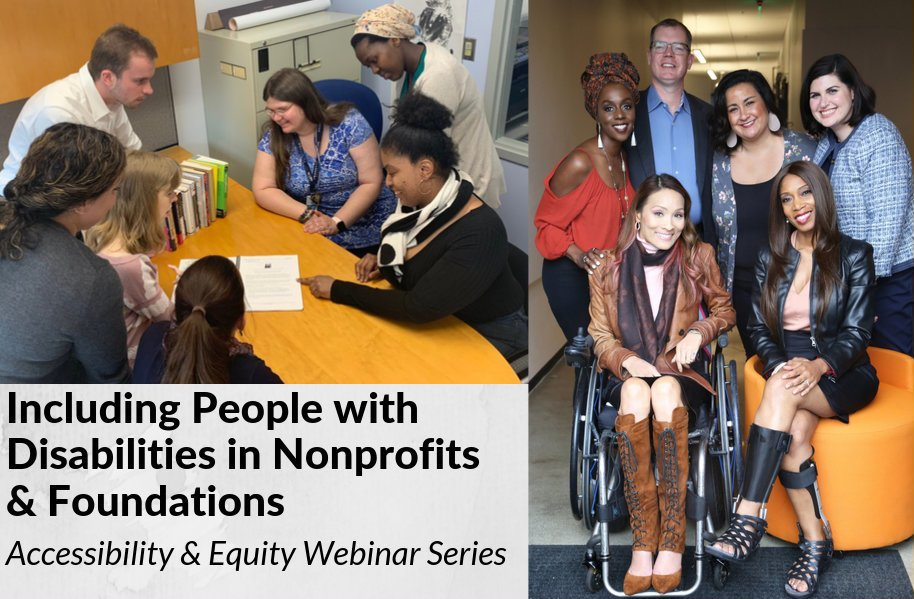 Including People with
Disabilities in Nonprofits
& Foundations
Accessibility & Equity Webinar Series